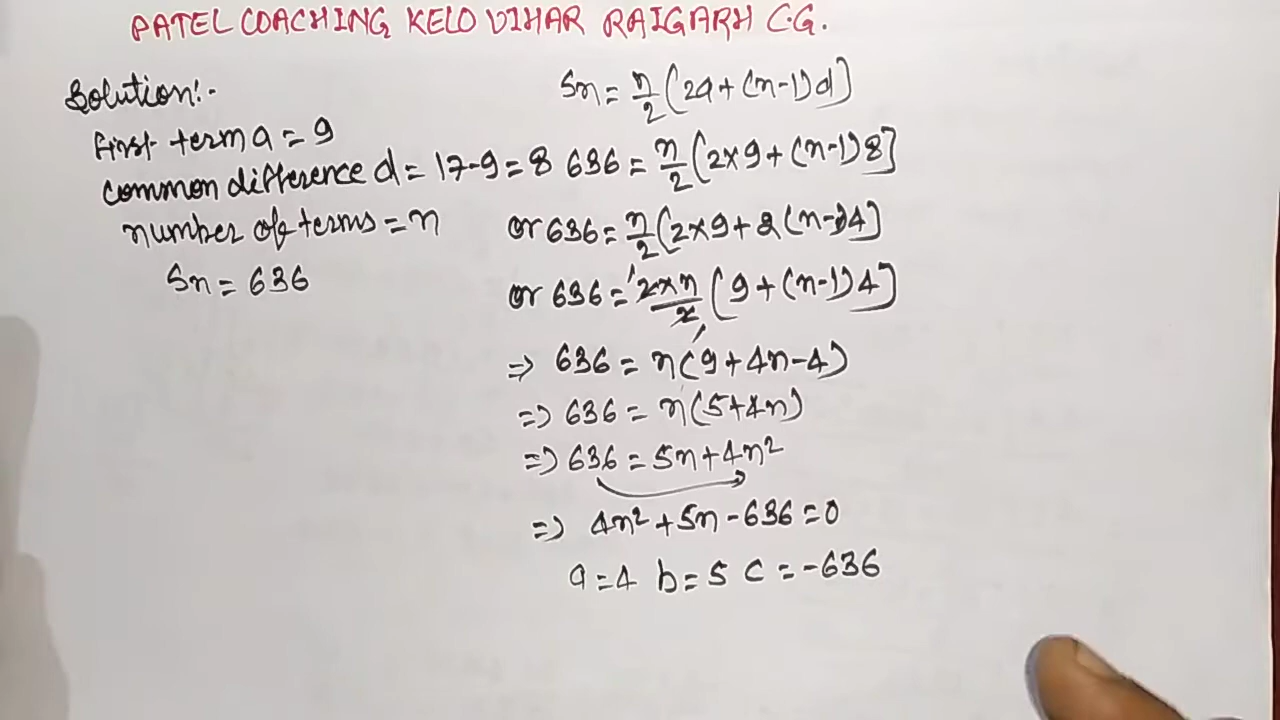 PATEL COACHING KELO VIHAR RAIGARH C.G.
Solution:-
First term a = 9
common difference d = 17-9 = 8
number of terms = n
Sn = 636
Sn = n/2 (2a + (n-1)d]
636 = n/2 (2×9 + (n-1)8]
or 636 = n/2 (2×9 + 2(n-1)4]
or 636 = 2×n/2 (9 + (n-1)4]
=> 636 = n(9+4n-4)
=> 636 = n(5+4n)
=> 636 = 5n+4n²
=> 4n²+5n-636=0
a=4 b=5 c=-636